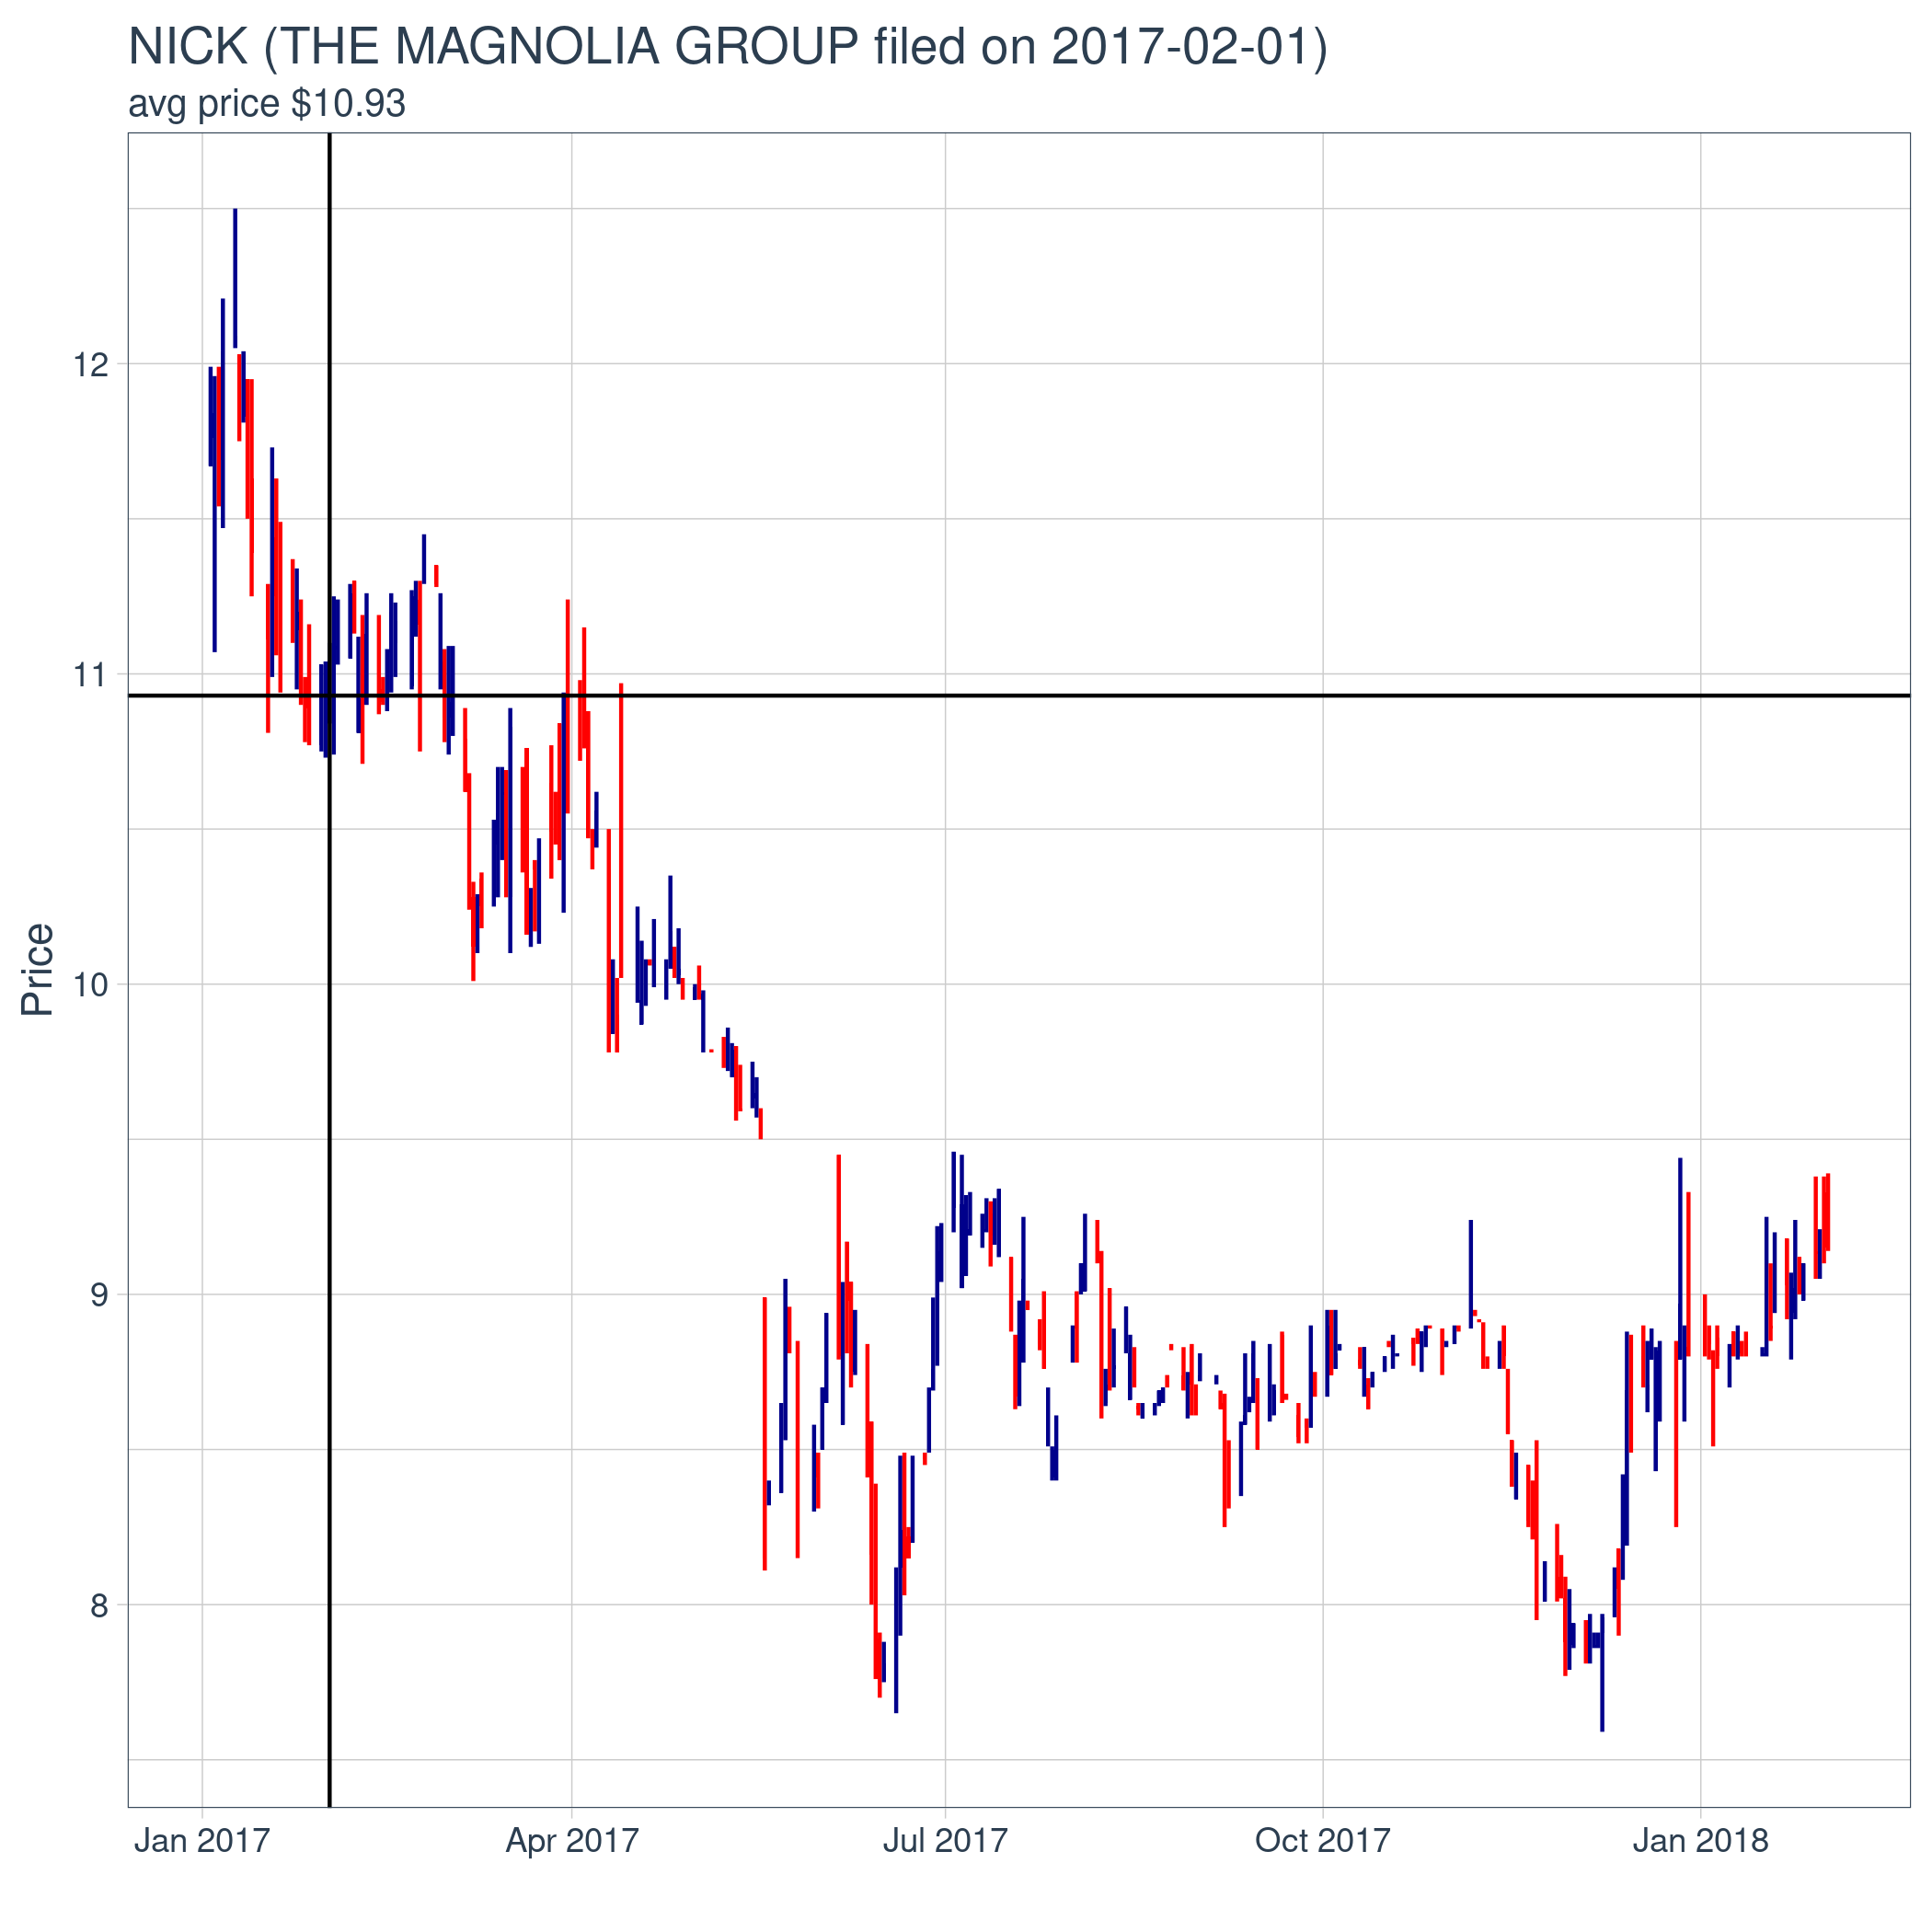 NICK (THE MAGNOLIA GROUP filed on 2017-02-01)
avg price $10.93
12
11
10
9
8
Price
Jan 2017
Apr 2017
Jul 2017
Oct 2017
Jan 2018